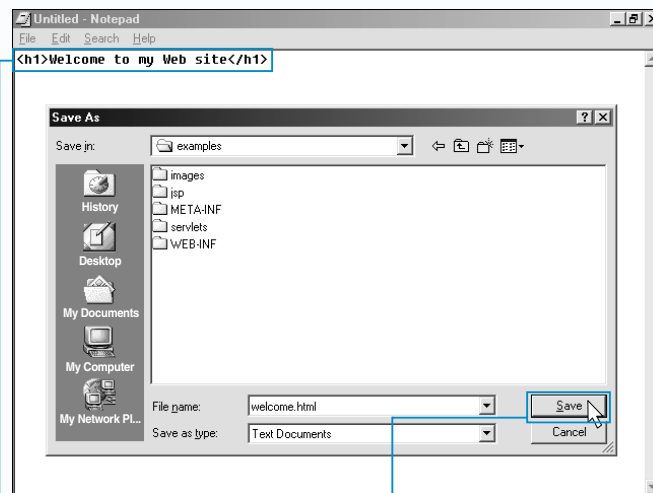 Untitled - Notepad
File Edit Search Help
<h1>Welcome to my Web site</h1>
Save As
Save in: examples
History
Desktop
My Documents
My Computer
My Network Pl...
images
jsp
META-INF
servlets
WEB-INF
File name: welcome.html Save
Save as type: Text Documents Cancel